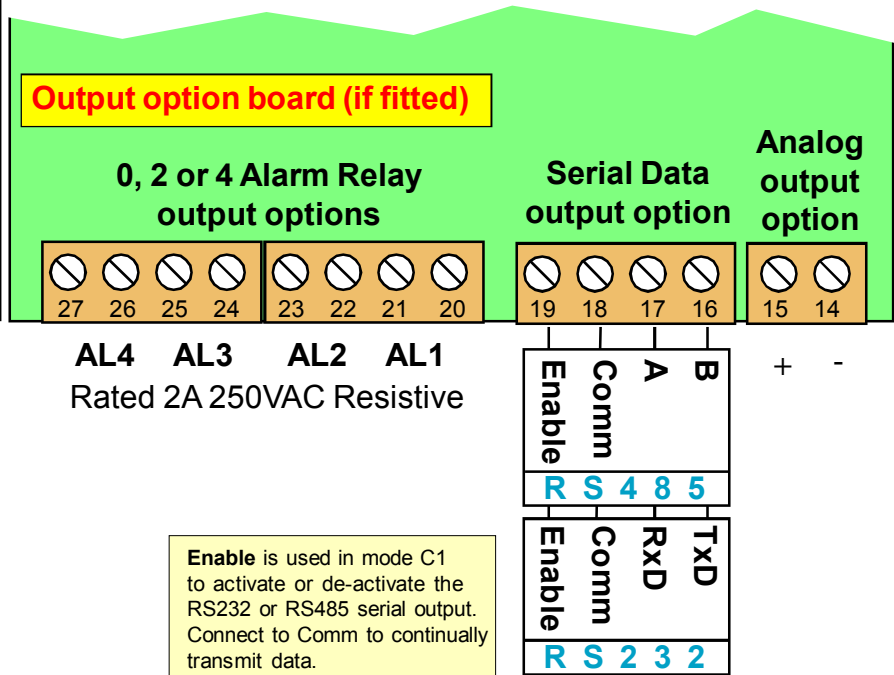 Output option board (if fitted)
0, 2 or 4 Alarm Relay
output options
Serial Data
output option
Analog
output
option
27 26 25 24 23 22 21 20 19 18 17 16 15 14
AL4 AL3 AL2 AL1
Rated 2A 250VAC Resistive
+ -
Enable Comm A B
R S 4 8 5
Enable Comm RxD TxD
R S 2 3 2
Enable is used in mode C1
to activate or de-activate the
RS232 or RS485 serial output.
Connect to Comm to continually
transmit data.